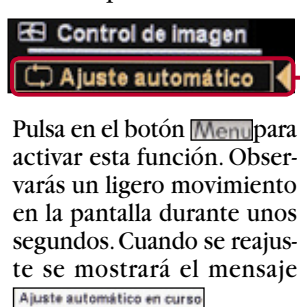 Control de imagen
Ajuste automático
Pulsa en el botón Menu para
activar esta función. Obser-
varás un ligero movimiento
en la pantalla durante unos
segundos. Cuando se reajus-
te se mostrará el mensaje
Ajuste automático en curso